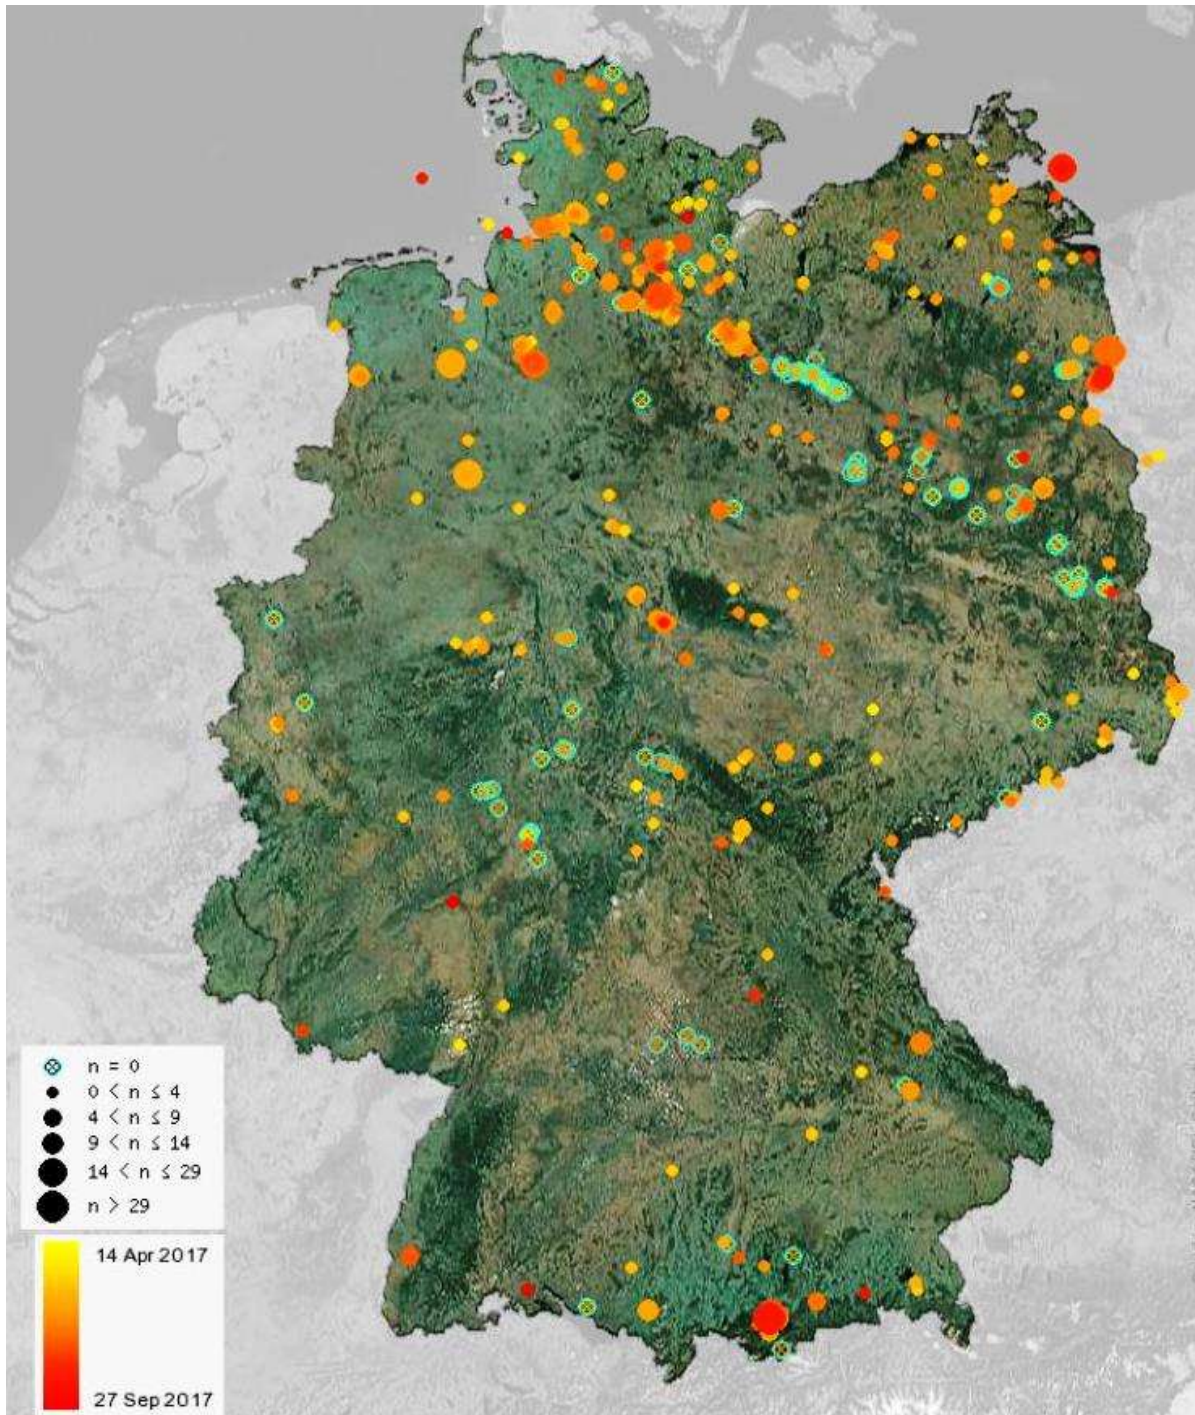 n = 0
0 < n ≤ 4
4 < n ≤ 9
9 < n ≤ 14
14 < n ≤ 29
n > 29
14 Apr 2017
27 Sep 2017